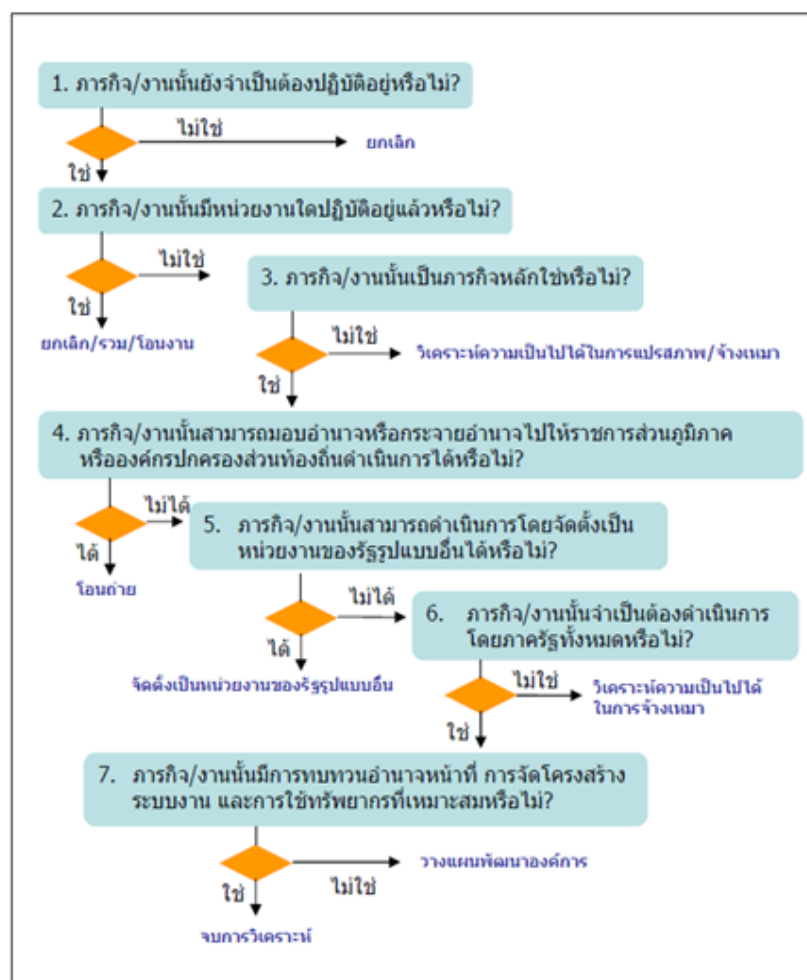 1. ภารกิจ/งานนั้นยังจำเป็นต้องปฏิบัติอยู่หรือไม่?
ไม่ใช่
ยกเลิก
ใช่
2. ภารกิจ/งานนั้นมีหน่วยงานใดปฏิบัติอยู่แล้วหรือไม่?
ไม่ใช่
ใช่
ยกเลิก/รวม/โอนงาน
3. ภารกิจ/งานนั้นเป็นภารกิจหลักใช่หรือไม่?
ไม่ใช่
วิเคราะห์ความเป็นไปได้ในการแปรสภาพ/จ้างเหมา
ใช่
4. ภารกิจ/งานนั้นสามารถมอบอำนาจหรือกระจายอำนาจไปให้ราชการส่วนภูมิภาค
หรือองค์กรปกครองส่วนท้องถิ่นดำเนินการได้หรือไม่?
ไม่ได้
ได้
โอนถ่าย
5. ภารกิจ/งานนั้นสามารถดำเนินการโดยจัดตั้งเป็น
หน่วยงานของรัฐรูปแบบอื่นได้หรือไม่?
ไม่ได้
ได้
จัดตั้งเป็นหน่วยงานของรัฐรูปแบบอื่น
6. ภารกิจ/งานนั้นจำเป็นต้องดำเนินการ
โดยภาครัฐทั้งหมดหรือไม่?
ไม่ใช่
วิเคราะห์ความเป็นไปได้
ในการจ้างเหมา
ใช่
7. ภารกิจ/งานนั้นมีการทบทวนอำนาจหน้าที่ การจัดโครงสร้าง
ระบบงาน และการใช้ทรัพยากรที่เหมาะสมหรือไม่?
วางแผนพัฒนาองค์การ
ไม่ใช่
ใช่
จบการวิเคราะห์